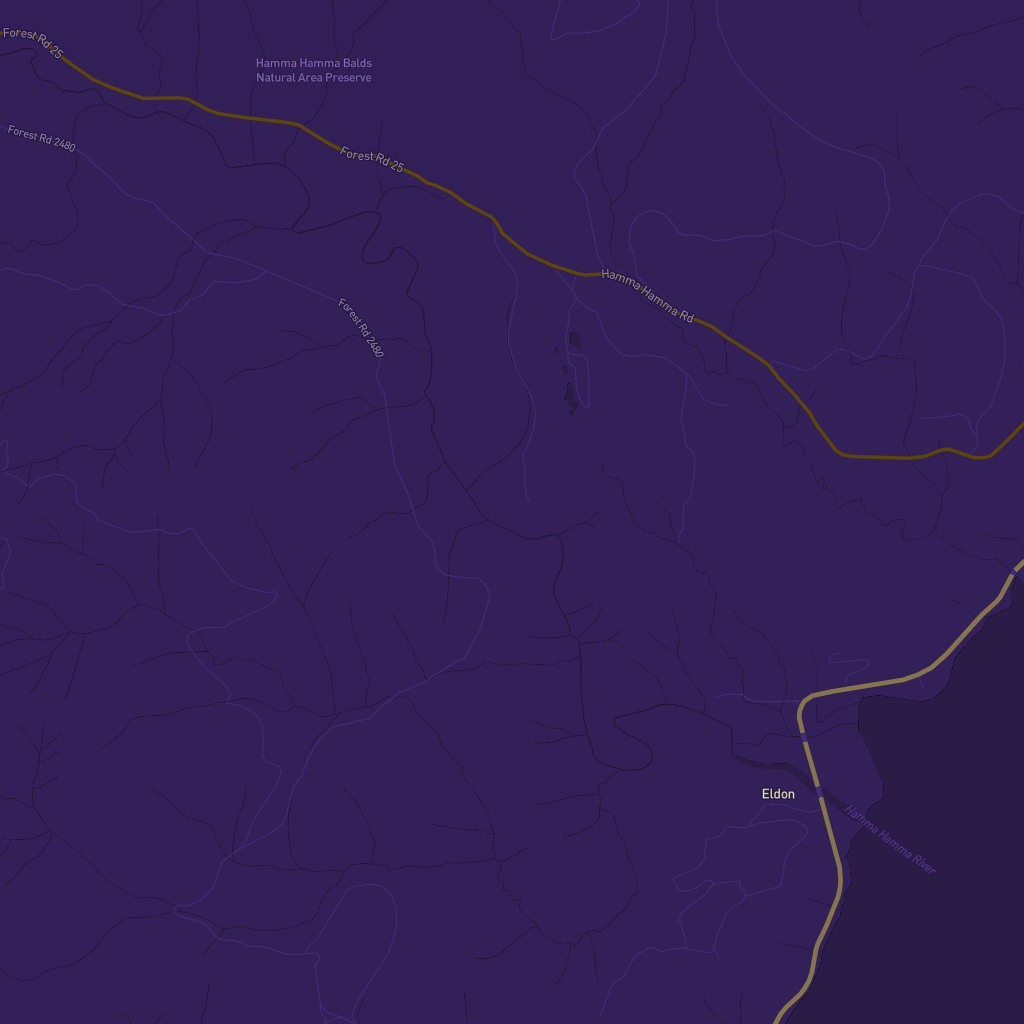 Forest Rd 25
Hamma Hamma Balds
Natural Area Preserve
Forest Rd 2480
Forest Rd 25
Hamma Hamma Rd
Forest Rd 2480
Eldon
Hamma Hamma River